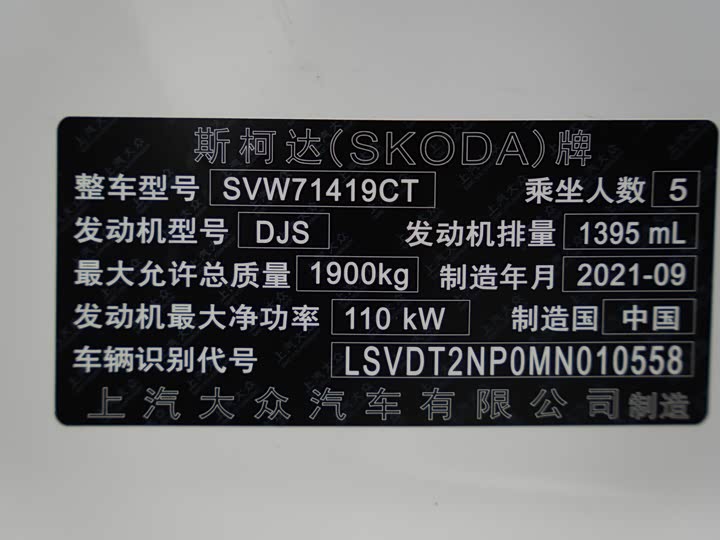 斯柯达(SKODA)牌
整车型号 SVW71419CT 乘坐人数 5
发动机型号 DJS 发动机排量 1395 mL
最大允许总质量 1900kg 制造年月 2021-09
发动机最大净功率 110 kW 制造国 中国
车辆识别代号 LSVDT2NP0MN010558
上汽大众汽车有限公司制造